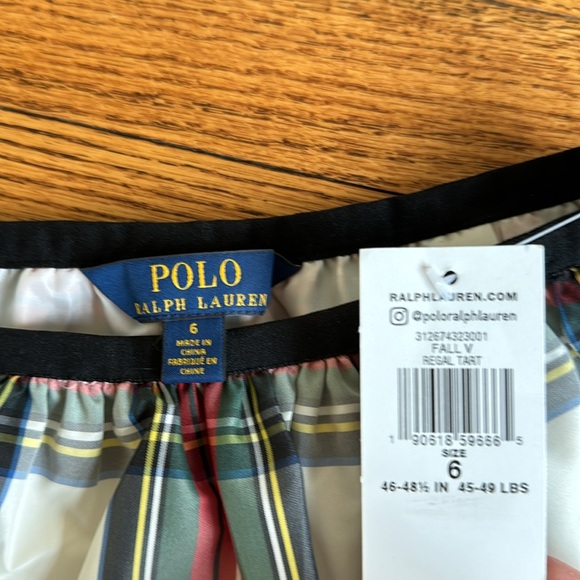 POLO
RALPH LAUREN
6
MADE IN
CHINA
FABRIQUÉ EN
CHINE
RALPHLAUREN.COM
@poloralphlauren
312674323001
FALL V
REGAL TART
1 90618 59666 5
SIZE
6
46-48½ IN 45-49 LBS